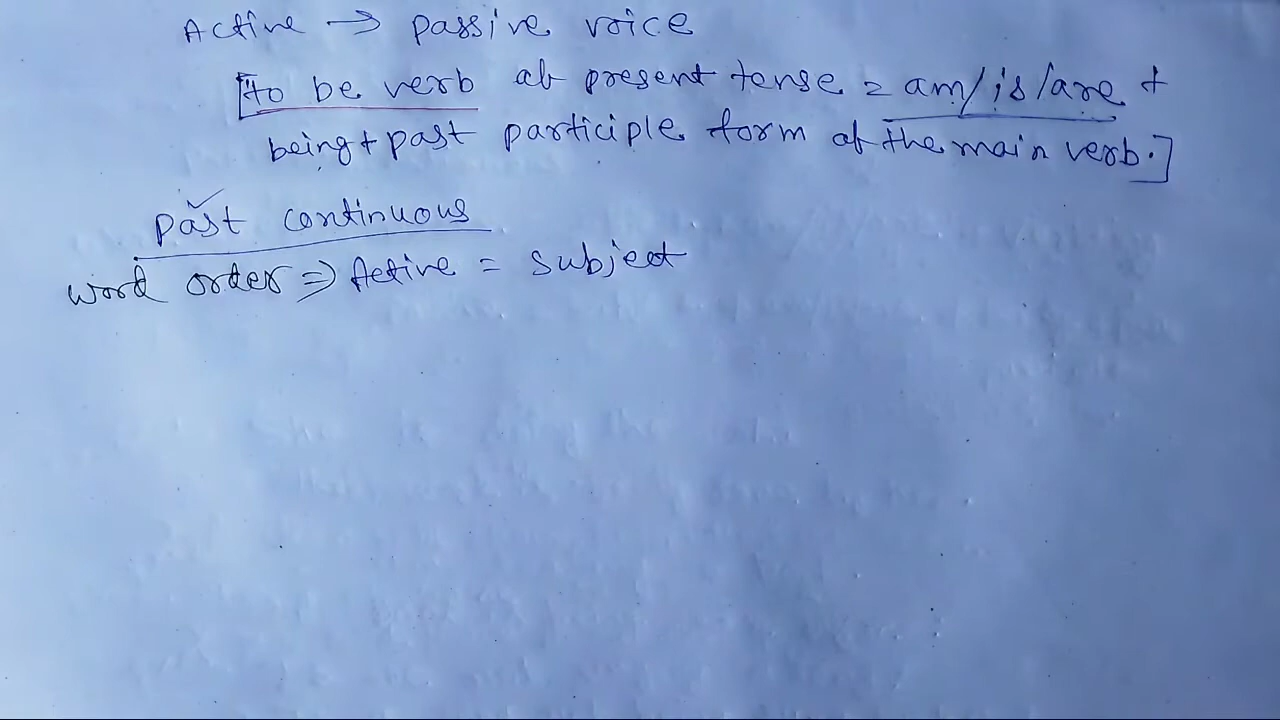 Active → passive voice
[To be verb of present tense = am/is/are +
being + past participle form of the main verb.]
past continuous
word order ⇒ Active = subject